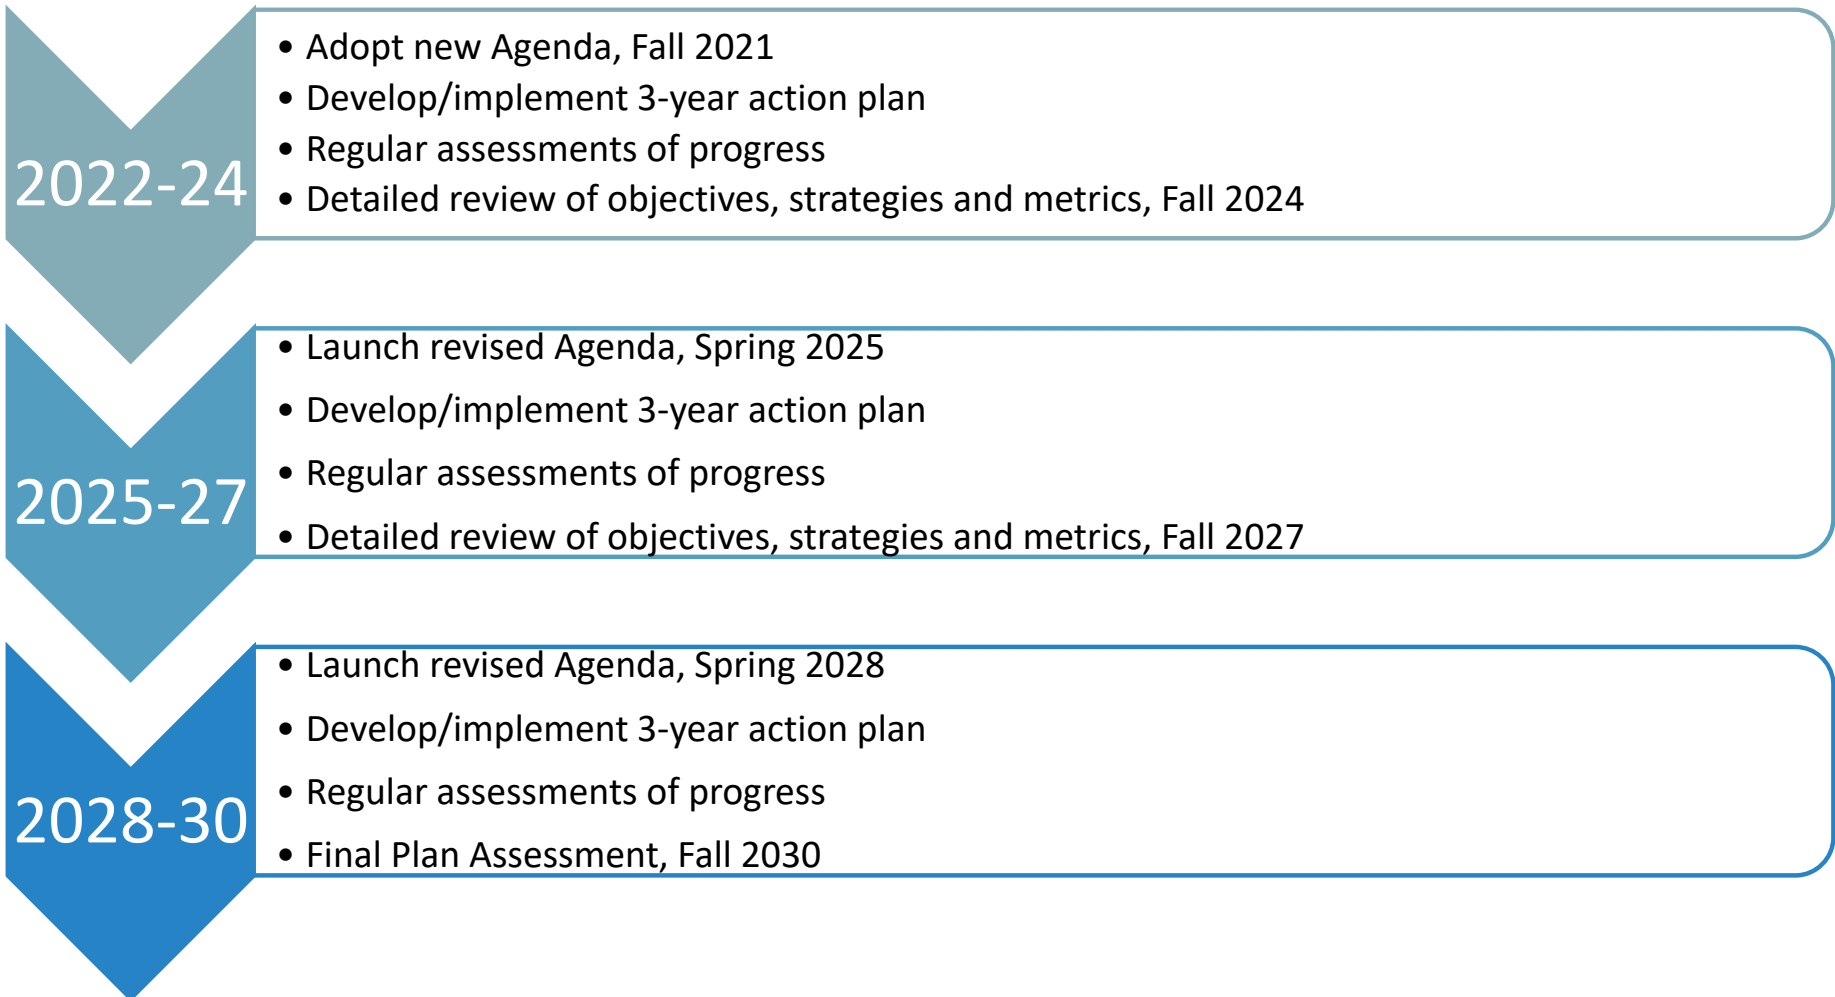 2022-24
• Adopt new Agenda, Fall 2021
• Develop/implement 3-year action plan
• Regular assessments of progress
• Detailed review of objectives, strategies and metrics, Fall 2024
2025-27
• Launch revised Agenda, Spring 2025
• Develop/implement 3-year action plan
• Regular assessments of progress
• Detailed review of objectives, strategies and metrics, Fall 2027
2028-30
• Launch revised Agenda, Spring 2028
• Develop/implement 3-year action plan
• Regular assessments of progress
• Final Plan Assessment, Fall 2030